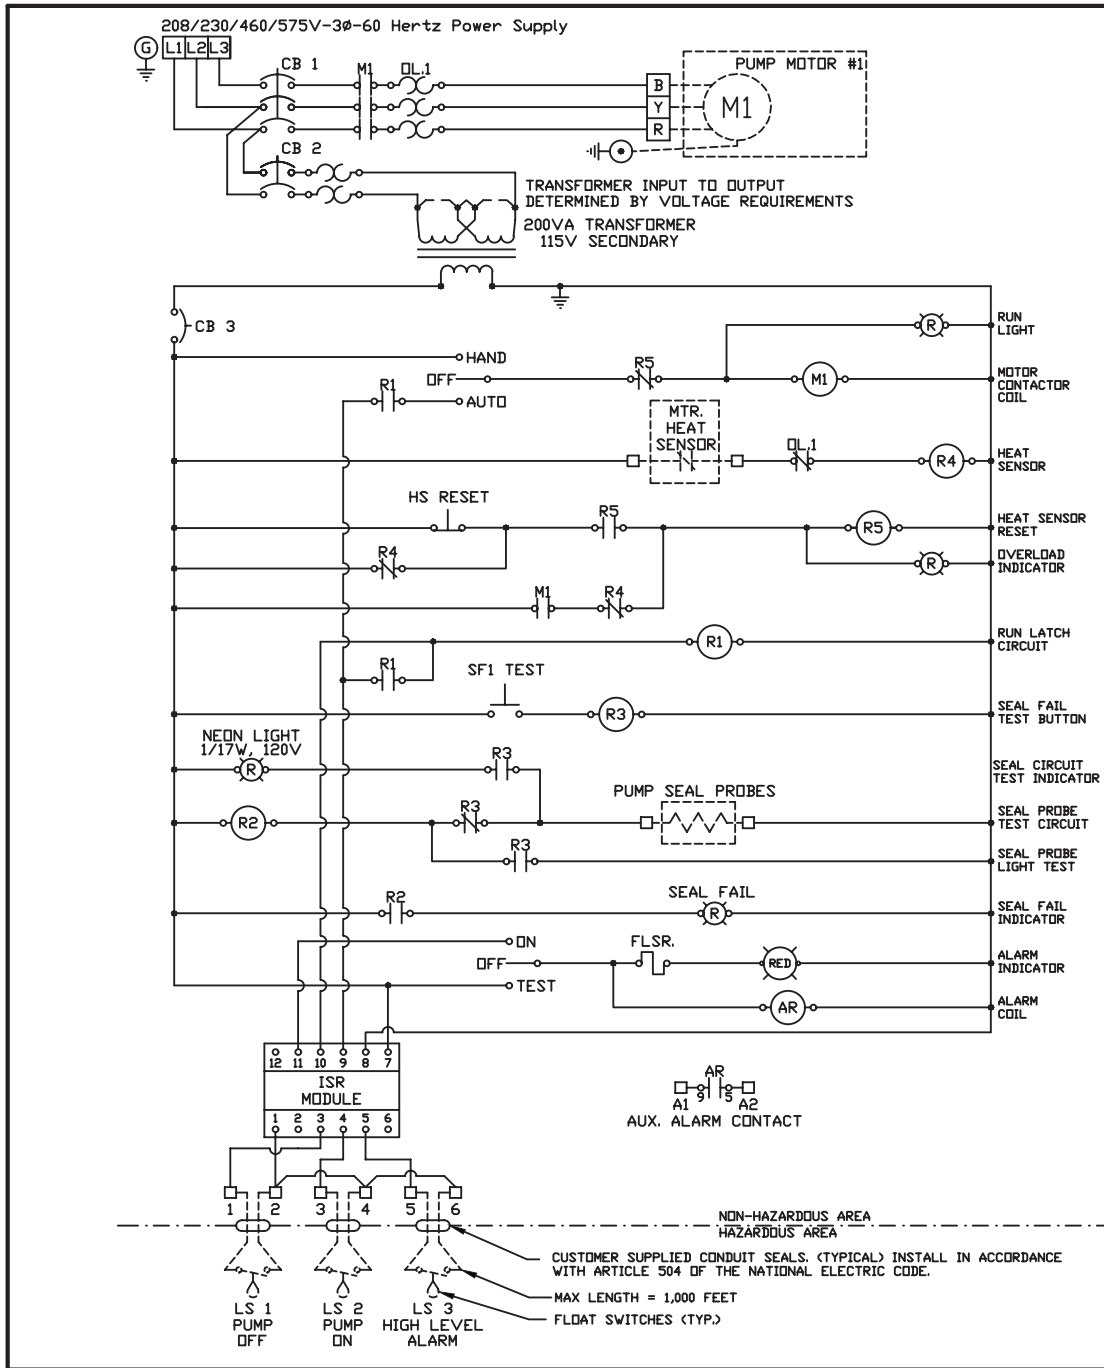 208/230/460/575V-3Ø-60 Hertz Power Supply
G L1 L2 L3
CB 1
M1
OL.1
PUMP MOTOR #1
B
Y
R
M1
CB 2
TRANSFORMER INPUT TO OUTPUT
DETERMINED BY VOLTAGE REQUIREMENTS
200VA TRANSFORMER
115V SECONDARY
CB 3
R
RUN
LIGHT
HAND
OFF
R5
M1
MOTOR
CONTACTOR
COIL
R1
AUTO
MTR.
HEAT
SENSOR
OL.1
R4
HEAT
SENSOR
HS RESET
R5
R5
HEAT SENSOR
RESET
R4
R
OVERLOAD
INDICATOR
M1
R4
R1
RUN LATCH
CIRCUIT
R1
SF1 TEST
R3
SEAL FAIL
TEST BUTTON
NEON LIGHT
1/17W, 120V
R
R3
SEAL CIRCUIT
TEST INDICATOR
PUMP SEAL PROBES
R2
R3
SEAL PROBE
TEST CIRCUIT
R3
SEAL PROBE
LIGHT TEST
R2
SEAL FAIL
R
SEAL FAIL
INDICATOR
ON
OFF
FLSR.
RED
ALARM
INDICATOR
TEST
AR
ALARM
COIL
12 11 10 9 8 7
ISR
MODULE
1 2 3 4 5 6
AR
A1 9 5 A2
AUX. ALARM CONTACT
1 2 3 4 5 6
NON-HAZARDOUS AREA
HAZARDOUS AREA
CUSTOMER SUPPLIED CONDUIT SEALS. (TYPICAL) INSTALL IN ACCORDANCE
WITH ARTICLE 504 OF THE NATIONAL ELECTRIC CODE.
MAX LENGTH = 1,000 FEET
FLOAT SWITCHES (TYP.)
LS 1
PUMP
OFF
LS 2
PUMP
ON
LS 3
HIGH LEVEL
ALARM